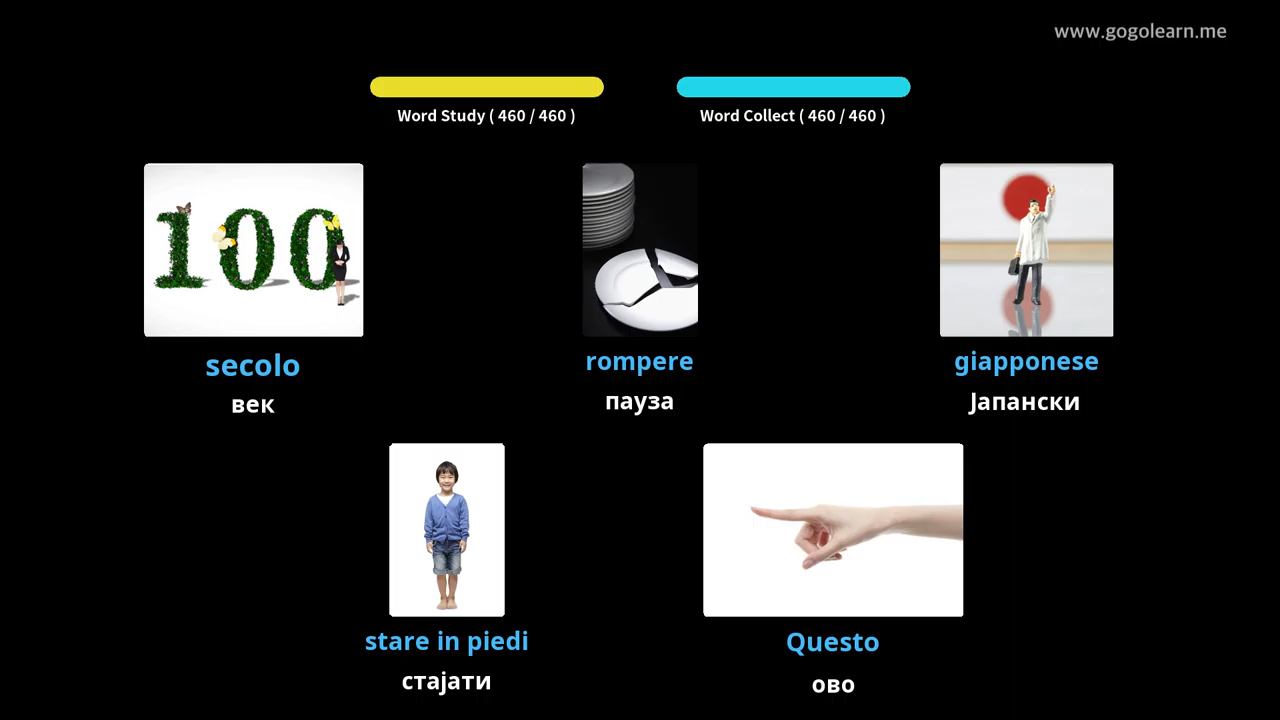 www.gogolearn.me
Word Study ( 460 / 460 )
Word Collect ( 460 / 460 )
100
secolo
век
rompere
пауза
giapponese
Јапански
stare in piedi
стајати
Questo
ово